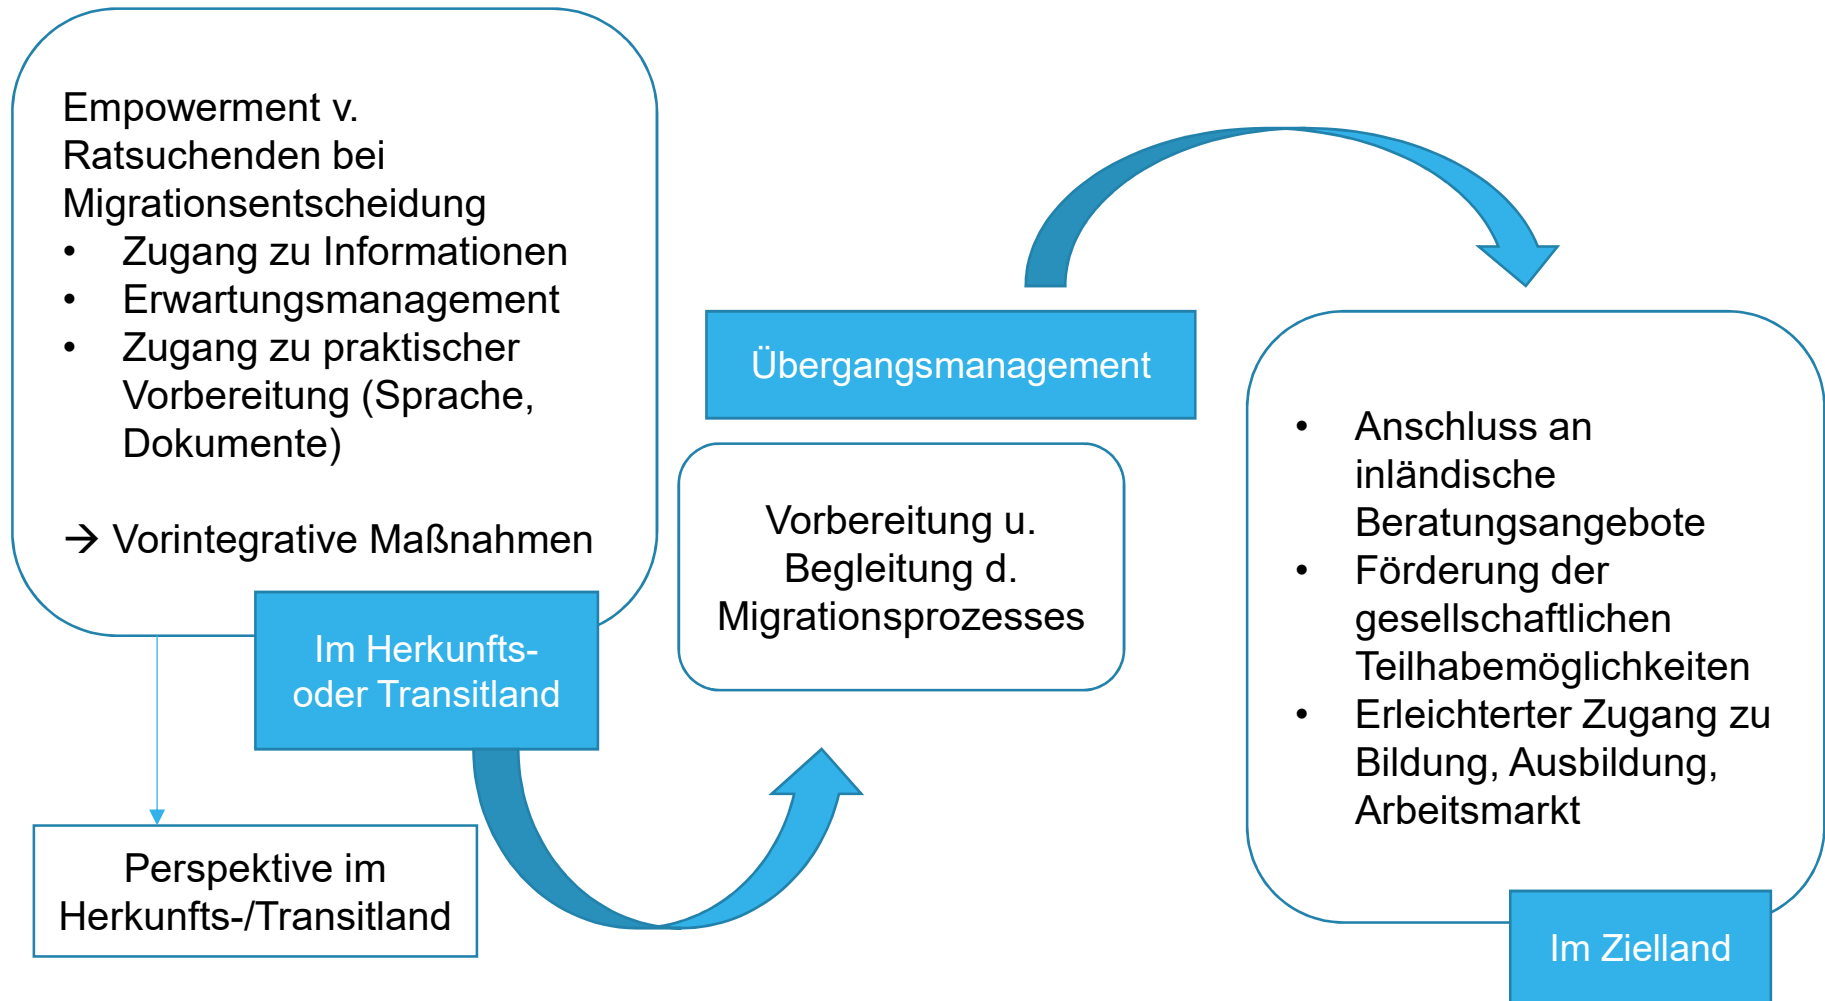 Empowerment v.
Ratsuchenden bei
Migrationsentscheidung
• Zugang zu Informationen
• Erwartungsmanagement
• Zugang zu praktischer
Vorbereitung (Sprache,
Dokumente)
→ Vorintegrative Maßnahmen
Im Herkunfts-
oder Transitland
Perspektive im
Herkunfts-/Transitland
Übergangsmanagement
Vorbereitung u.
Begleitung d.
Migrationsprozesses
• Anschluss an
inländische
Beratungsangebote
• Förderung der
gesellschaftlichen
Teilhabemöglichkeiten
• Erleichterter Zugang zu
Bildung, Ausbildung,
Arbeitsmarkt
Im Zielland